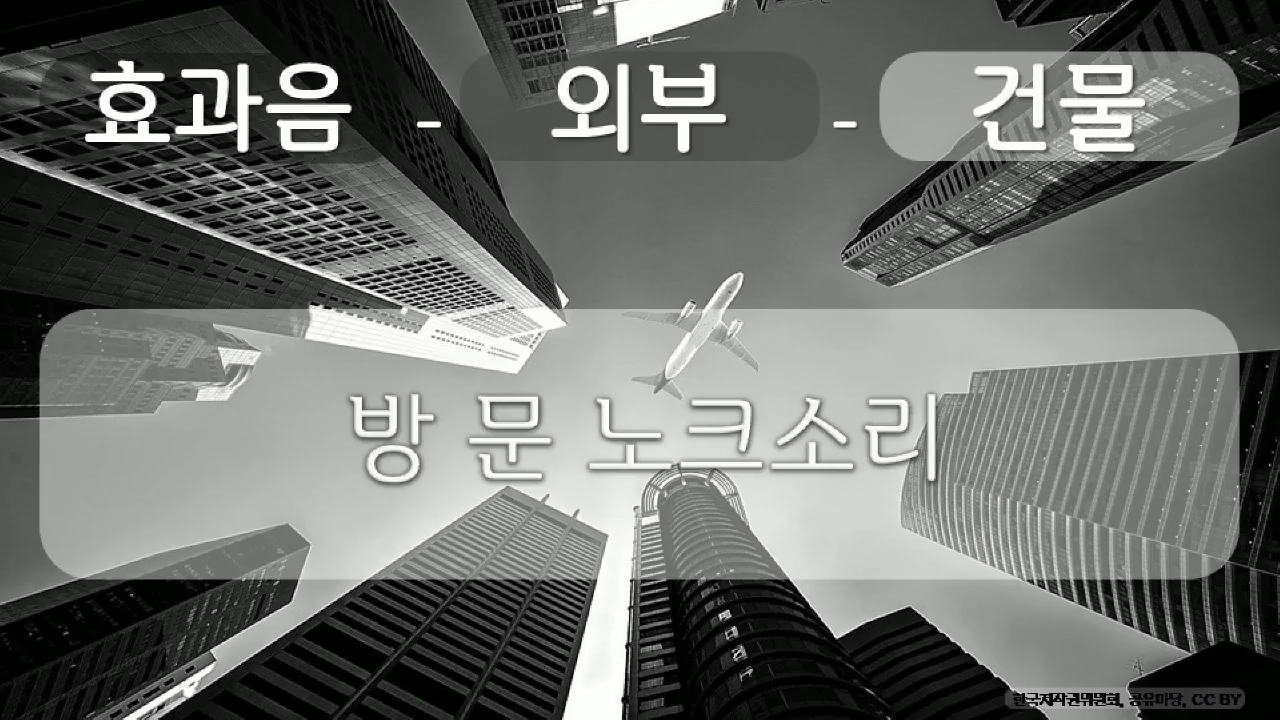 효과음 - 외부 - 건물
방 문 노크소리
한국저작권위원회, 공유마당, CC BY